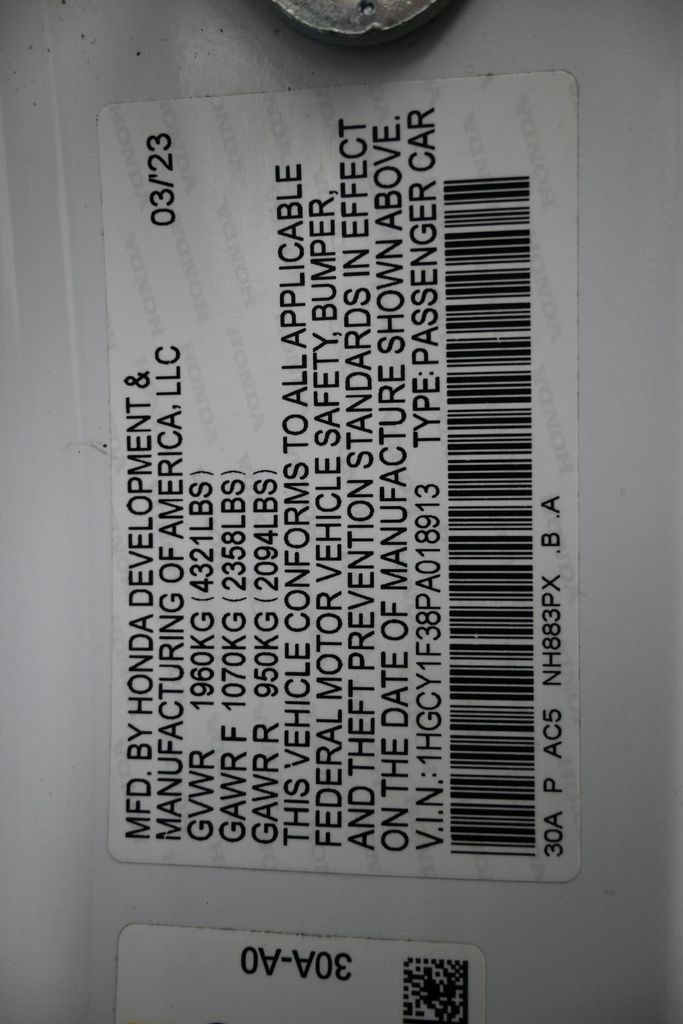 MFD. BY HONDA DEVELOPMENT & 03/'23
MANUFACTURING OF AMERICA, LLC
GVWR 1960KG (4321LBS)
GAWR F 1070KG (2358LBS)
GAWR R 950KG (2094LBS)
THIS VEHICLE CONFORMS TO ALL APPLICABLE
FEDERAL MOTOR VEHICLE SAFETY, BUMPER,
AND THEFT PREVENTION STANDARDS IN EFFECT
ON THE DATE OF MANUFACTURE SHOWN ABOVE.
V.I.N.: 1HGCY1F38PA018913 TYPE: PASSENGER CAR
30A P AC5 NH883PX .B .A
30A-A0